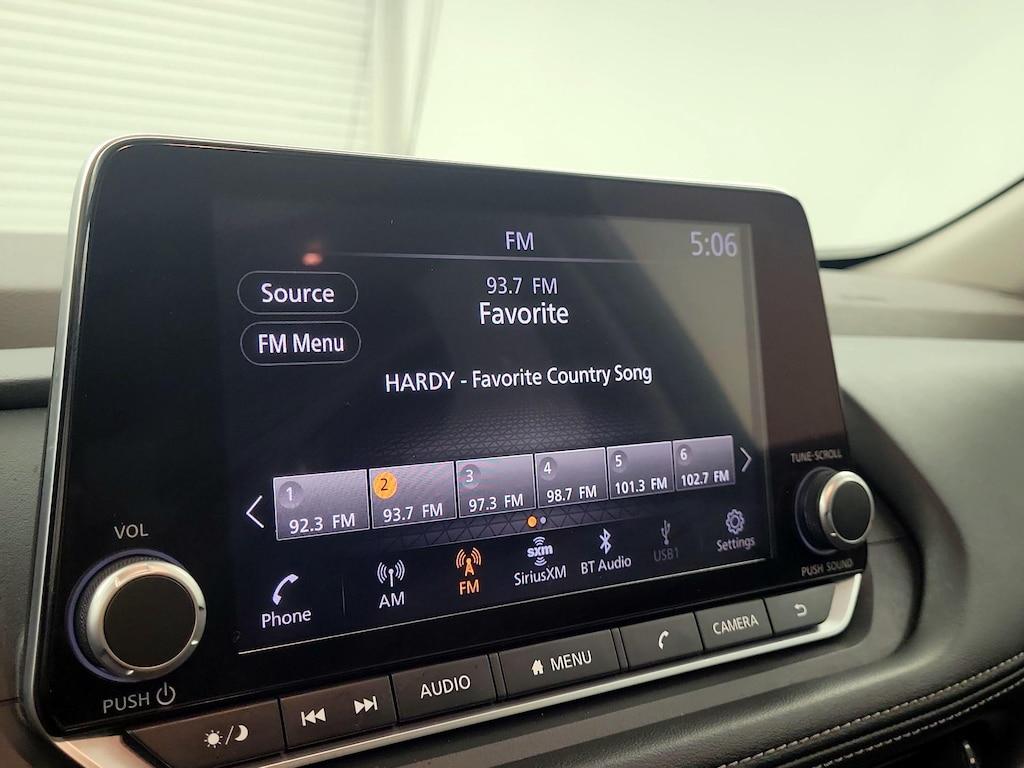 FM
5:06
Source
93.7 FM
Favorite
FM Menu
HARDY - Favorite Country Song
1 92.3 FM
2 93.7 FM
3 97.3 FM
4 98.7 FM
5 101.3 FM
6 102.7 FM
TUNE·SCROLL
VOL
Phone
AM
FM
sxm
SiriusXM
BT Audio
USB1
Settings
PUSH SOUND
PUSH
AUDIO
MENU
CAMERA